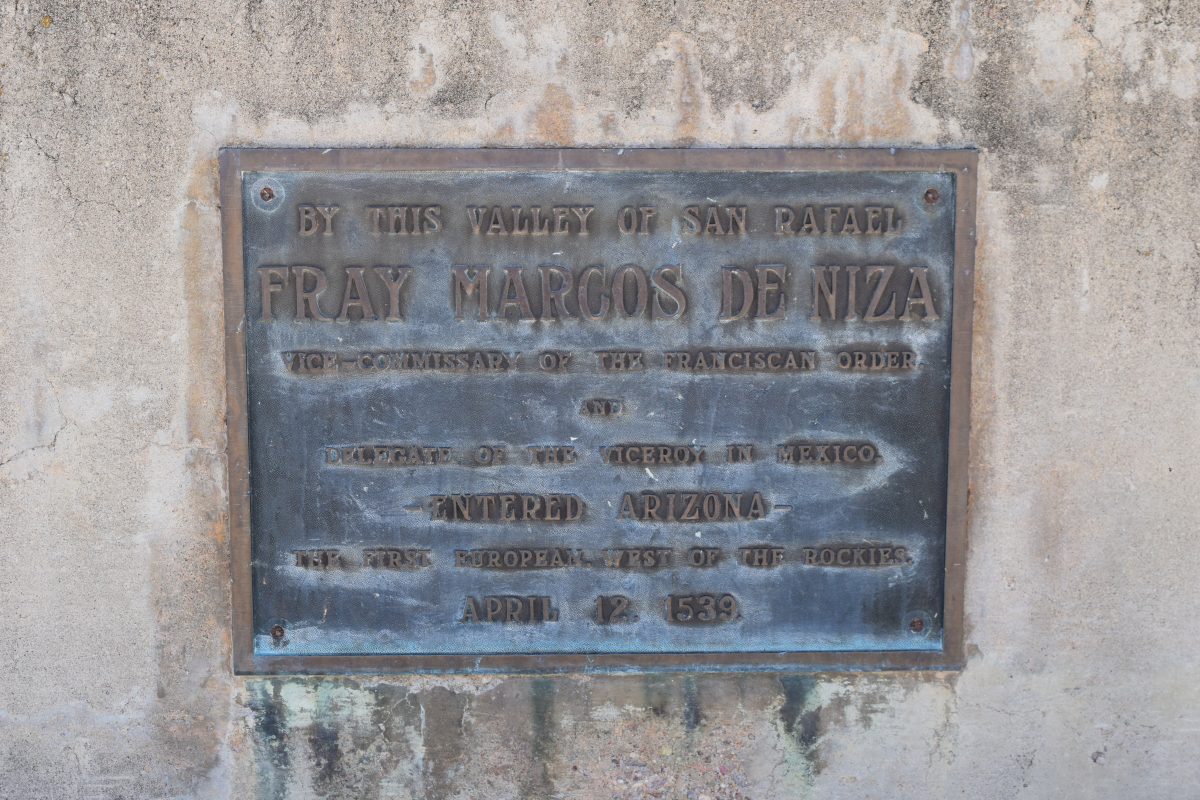 BY THIS VALLEY OF SAN RAFAEL
FRAY MARCOS DE NIZA
VICE-COMMISSARY OF THE FRANCISCAN ORDER
AND
DELEGATE OF THE VICEROY IN MEXICO.
-ENTERED ARIZONA-
THE FIRST EUROPEAN-WEST OF THE ROCKIES.
APRIL 12. 1539.